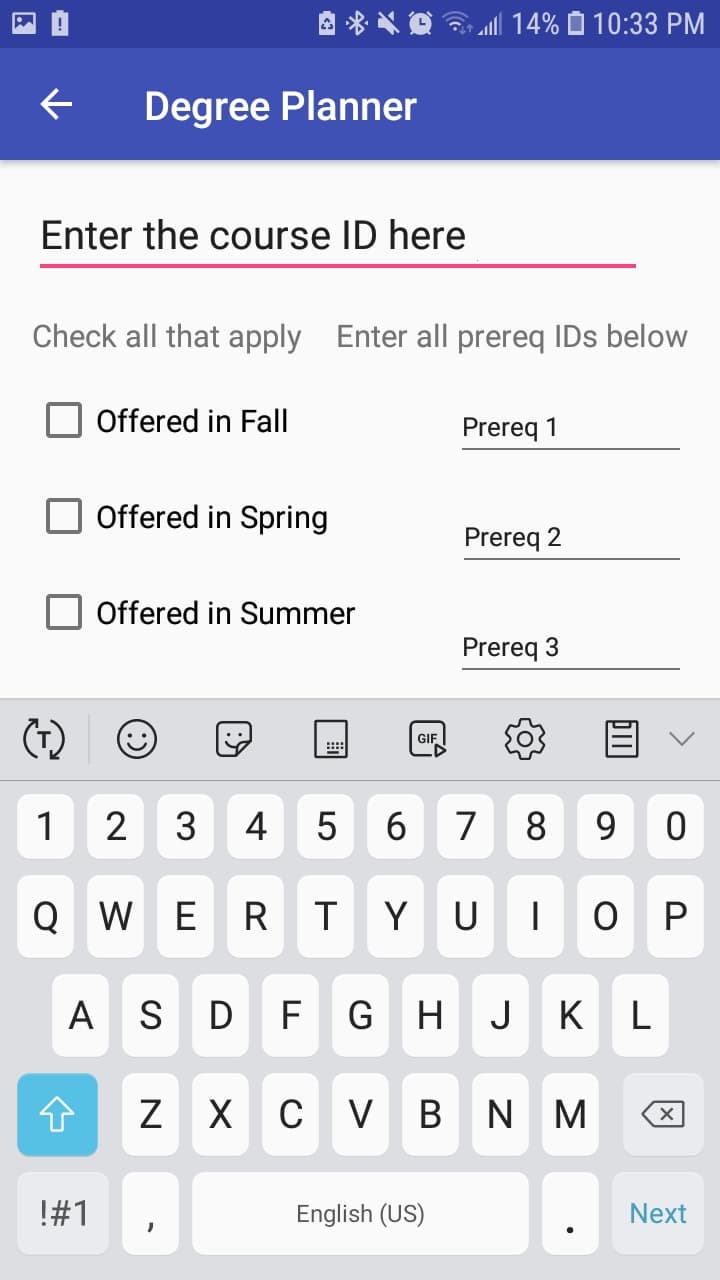 14% 10:33 PM
Degree Planner
Enter the course ID here
Check all that apply Enter all prereq IDs below
Offered in Fall
Prereq 1
Offered in Spring
Prereq 2
Offered in Summer
Prereq 3
T GIF
1 2 3 4 5 6 7 8 9 0
Q W E R T Y U I O P
A S D F G H J K L
Z X C V B N M
!#1 , English (US) . Next